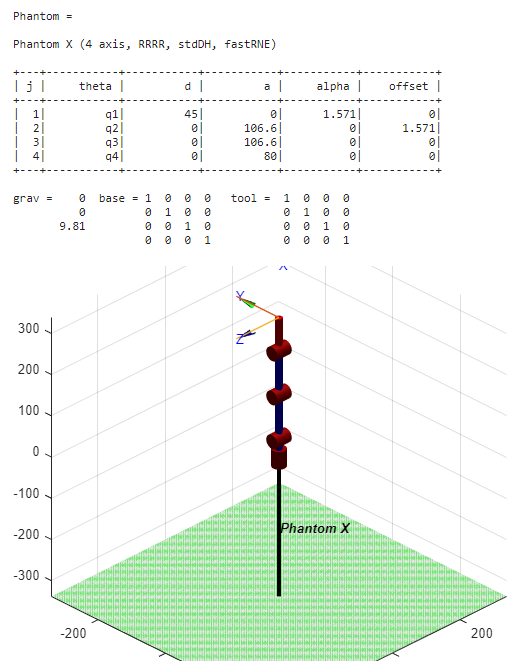 Phantom =
Phantom X (4 axis, RRRR, stdDH, fastRNE)
+---+-----------+-----------+-----------+-----------+-----------+
| j |     theta |         d |         a |     alpha |    offset |
+---+-----------+-----------+-----------+-----------+-----------+
|  1|         q1|         45|          0|      1.571|          0|
|  2|         q2|          0|      106.6|          0|      1.571|
|  3|         q3|          0|      106.6|          0|          0|
|  4|         q4|          0|         80|          0|          0|
+---+-----------+-----------+-----------+-----------+-----------+
grav =    0  base = 1  0  0  0   tool =  1  0  0  0
          0         0  1  0  0           0  1  0  0
       9.81         0  0  1  0           0  0  1  0
                    0  0  0  1           0  0  0  1
X
Y
Z
300
200
100
0
-100
-200
-300
Phantom X
-200
200